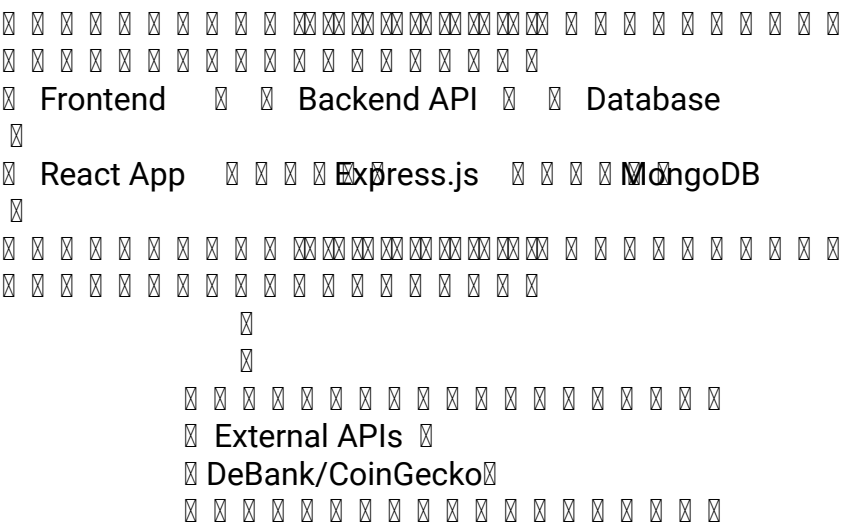 Frontend Backend API Database
React App Express.js MongoDB
External APIs
DeBank/CoinGecko